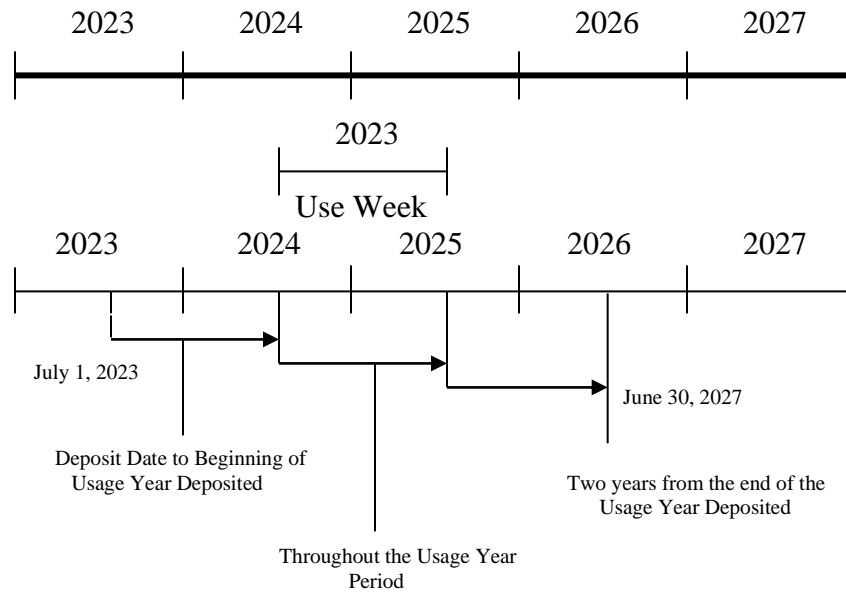 2023 2024 2025 2026 2027
2023
Use Week
2023 2024 2025 2026 2027
July 1, 2023
June 30, 2027
Deposit Date to Beginning of
Usage Year Deposited
Two years from the end of the
Usage Year Deposited
Throughout the Usage Year
Period